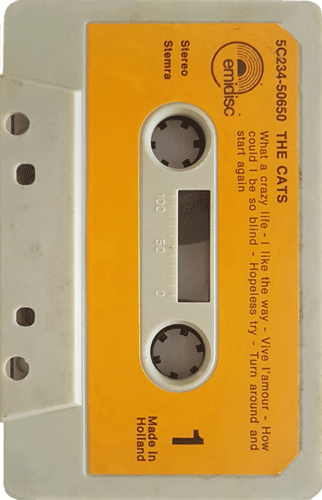 5C234-50650 THE CATS
What a crazy life - I like the way - Vive l'amour - How
could I be so blind - Hopeless try - Turn around and
start again
emidisc
Stereo
Stemra
100 50 0
1
Made in
Holland